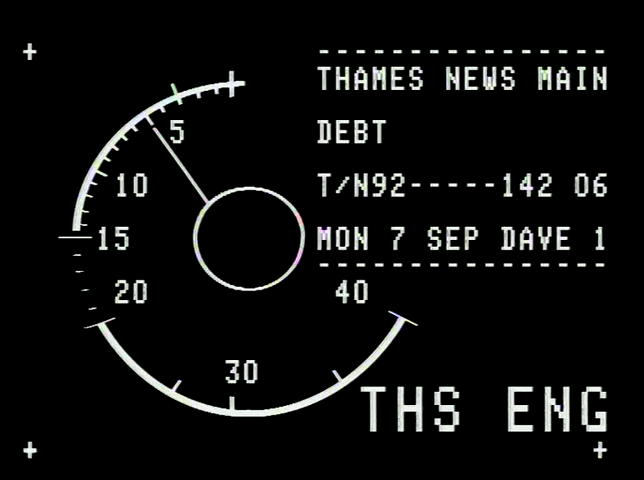 ----------------
THAMES NEWS MAIN
DEBT
T/N92-----142 06
MON 7 SEP DAVE 1
----------------
5
10
15
20
30
40
THS ENG